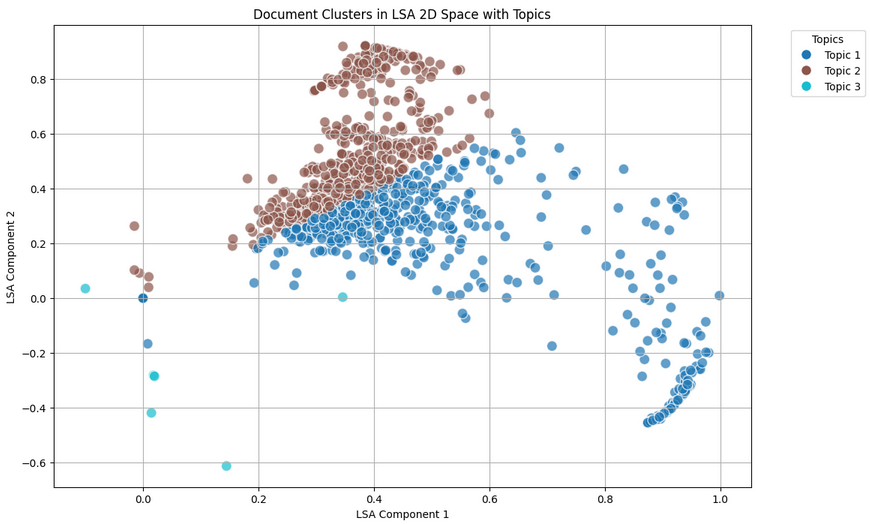 Document Clusters in LSA 2D Space with Topics
Topics
Topic 1
Topic 2
Topic 3
LSA Component 2
0.8
0.6
0.4
0.2
0.0
−0.2
−0.4
−0.6
0.0 0.2 0.4 0.6 0.8 1.0
LSA Component 1